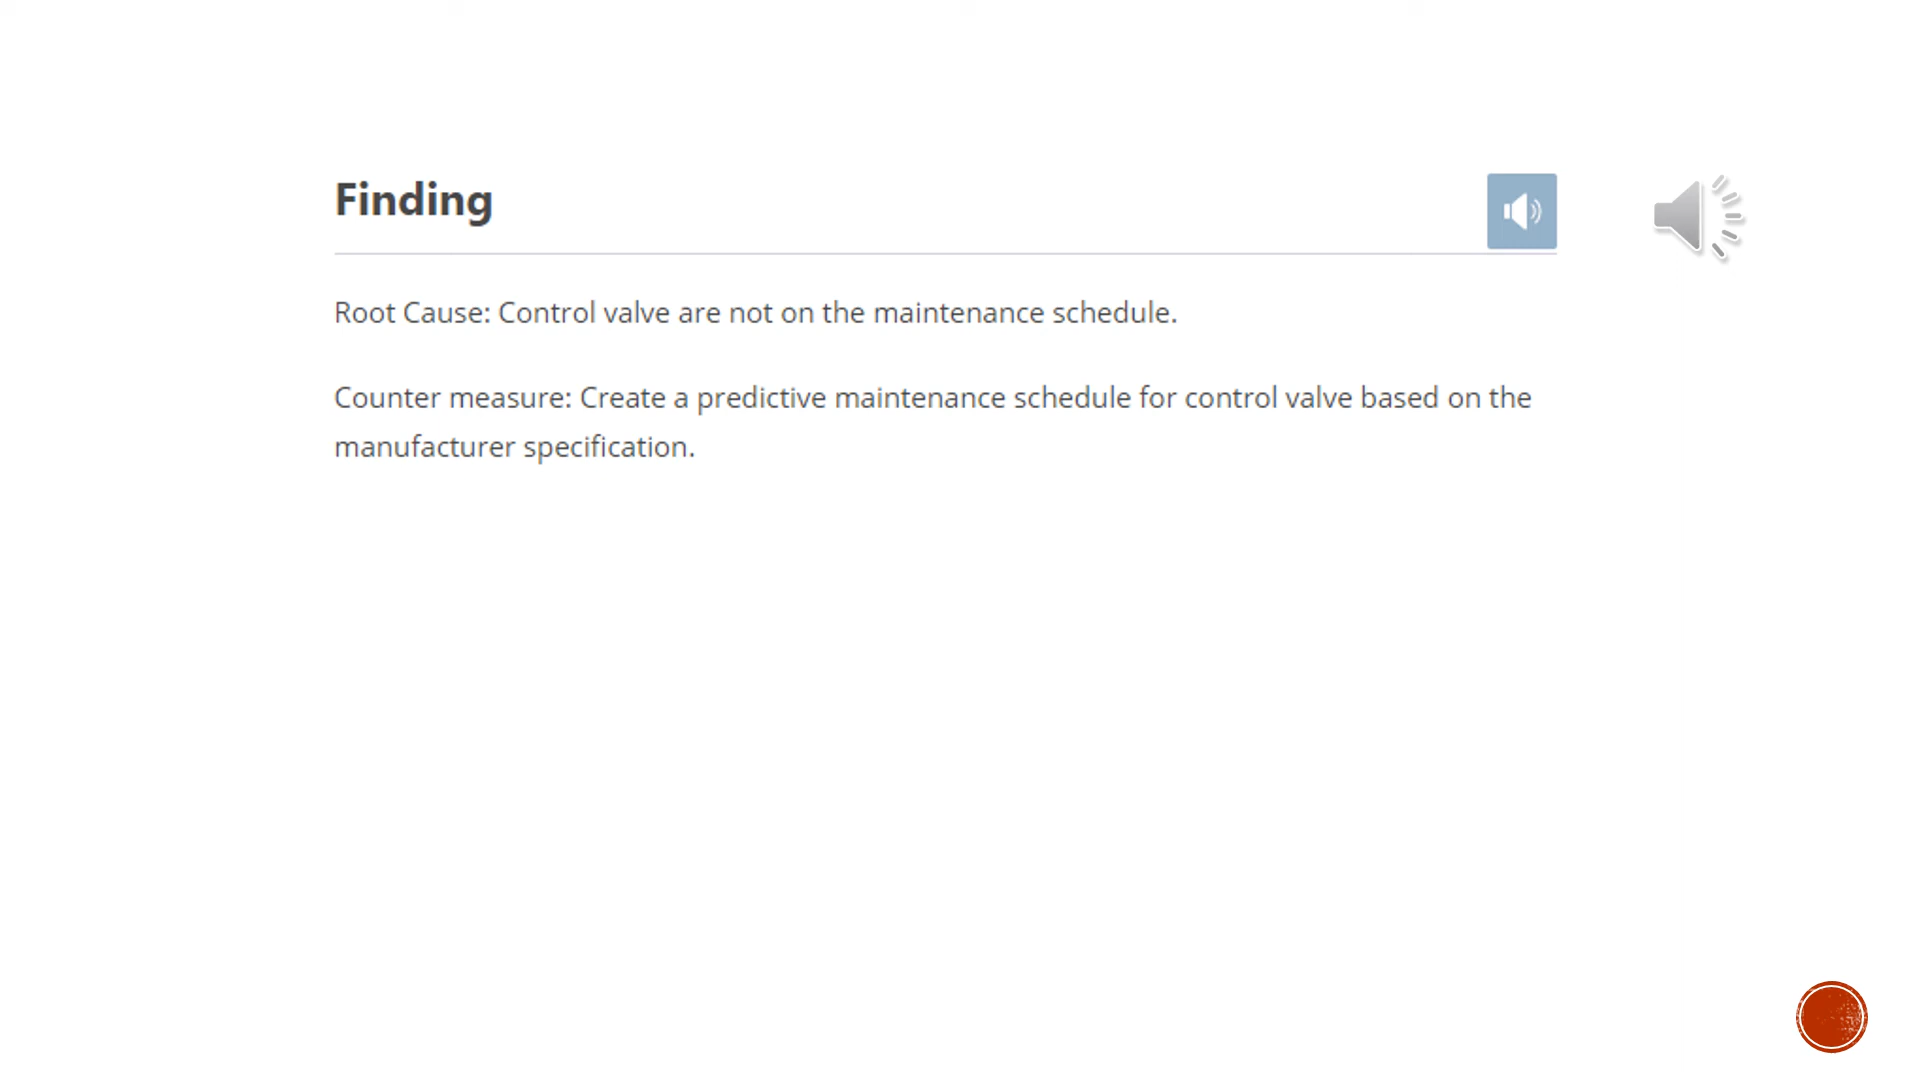 Finding
Root Cause: Control valve are not on the maintenance schedule.
Counter measure: Create a predictive maintenance schedule for control valve based on the
manufacturer specification.